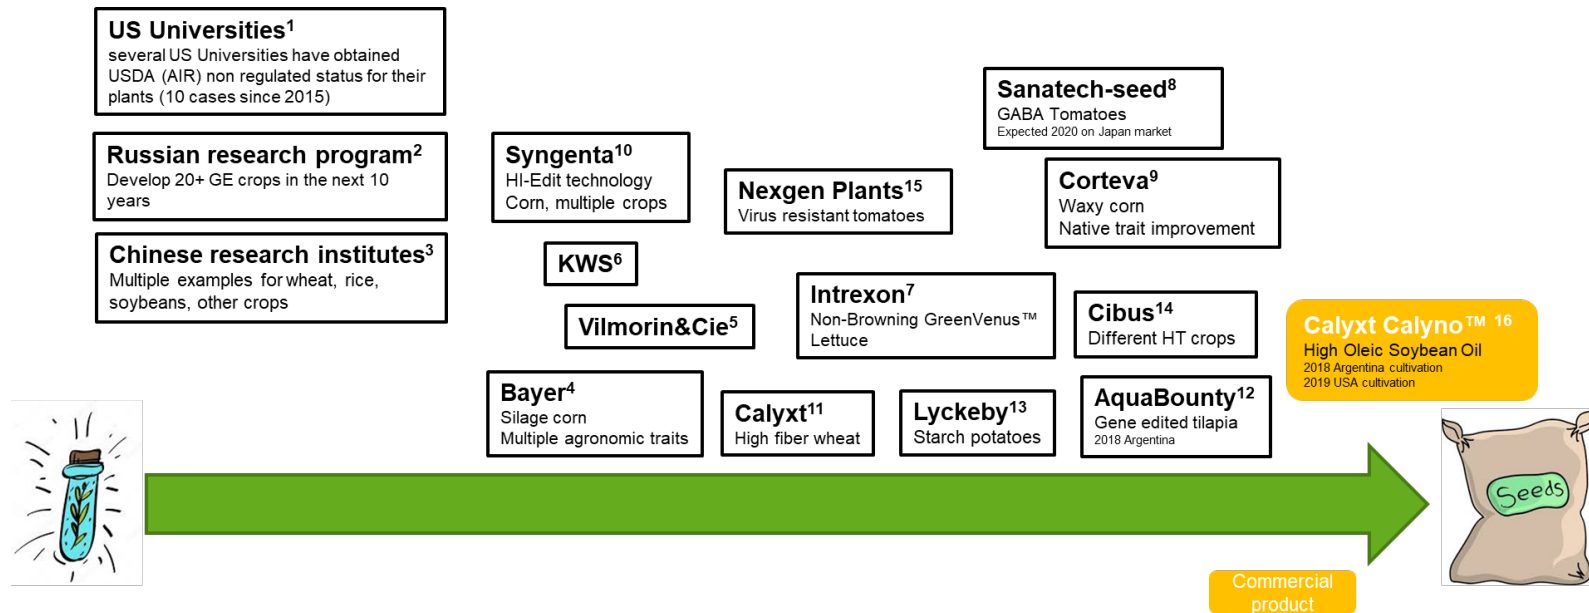 US Universities¹
several US Universities have obtained
USDA (AIR) non regulated status for their
plants (10 cases since 2015)
Russian research program²
Develop 20+ GE crops in the next 10
years
Chinese research institutes³
Multiple examples for wheat, rice,
soybeans, other crops
Syngenta¹⁰
HI-Edit technology
Corn, multiple crops
KWS⁶
Vilmorin&Cie⁵
Bayer⁴
Silage corn
Multiple agronomic traits
Nexgen Plants¹⁵
Virus resistant tomatoes
Intrexon⁷
Non-Browning GreenVenus™
Lettuce
Calyxt¹¹
High fiber wheat
Lyckeby¹³
Starch potatoes
Sanatech-seed⁸
GABA Tomatoes
Expected 2020 on Japan market
Corteva⁹
Waxy corn
Native trait improvement
Cibus¹⁴
Different HT crops
AquaBounty¹²
Gene edited tilapia
2018 Argentina
Calyxt Calyno™ ¹⁶
High Oleic Soybean Oil
2018 Argentina cultivation
2019 USA cultivation
Seeds
Commercial
product